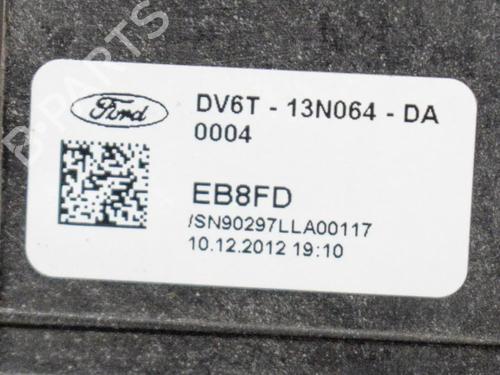 B-PARTS
Ford
DV6T - 13N064 - DA
0004
EB8FD
/SN90297LLA00117
10.12.2012 19:10